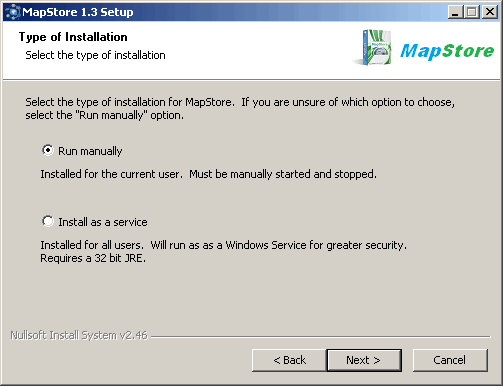 MapStore 1.3 Setup
Type of Installation
Select the type of installation
MapStore
Select the type of installation for MapStore.  If you are unsure of which option to choose,
select the "Run manually" option.
Run manually
Installed for the current user.  Must be manually started and stopped.
Install as a service
Installed for all users.  Will run as as a Windows Service for greater security.
Requires a 32 bit JRE.
Nullsoft Install System v2.46
< Back
Next >
Cancel